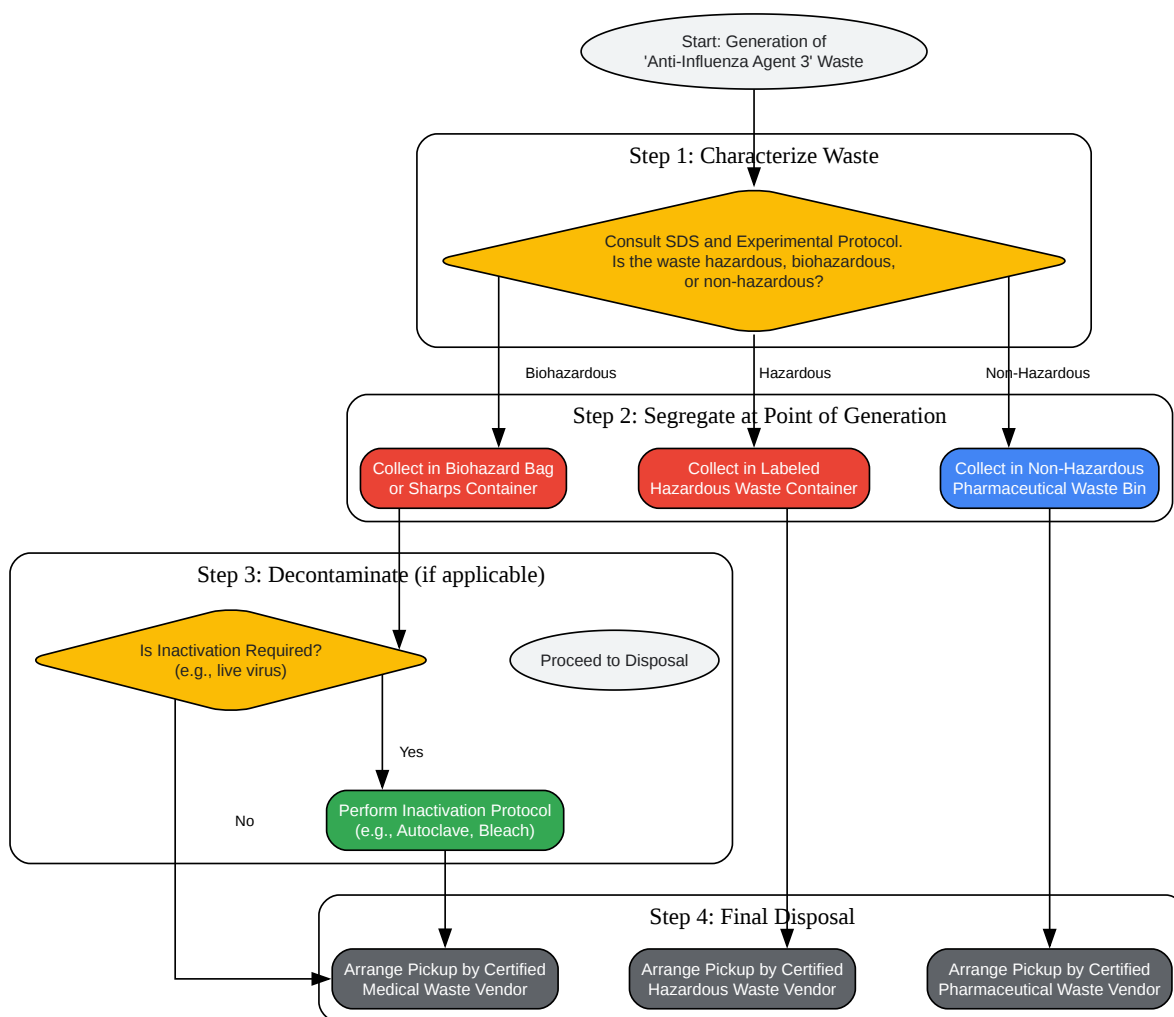 Start: Generation of
'Anti-Influenza Agent 3' Waste
Step 1: Characterize Waste
Consult SDS and Experimental Protocol.
Is the waste hazardous, biohazardous,
or non-hazardous?
Biohazardous
Hazardous
Non-Hazardous
Step 2: Segregate at Point of Generation
Collect in Biohazard Bag
or Sharps Container
Collect in Labeled
Hazardous Waste Container
Collect in Non-Hazardous
Pharmaceutical Waste Bin
Step 3: Decontaminate (if applicable)
Is Inactivation Required?
(e.g., live virus)
Proceed to Disposal
Yes
No
Perform Inactivation Protocol
(e.g., Autoclave, Bleach)
Step 4: Final Disposal
Arrange Pickup by Certified
Medical Waste Vendor
Arrange Pickup by Certified
Hazardous Waste Vendor
Arrange Pickup by Certified
Pharmaceutical Waste Vendor